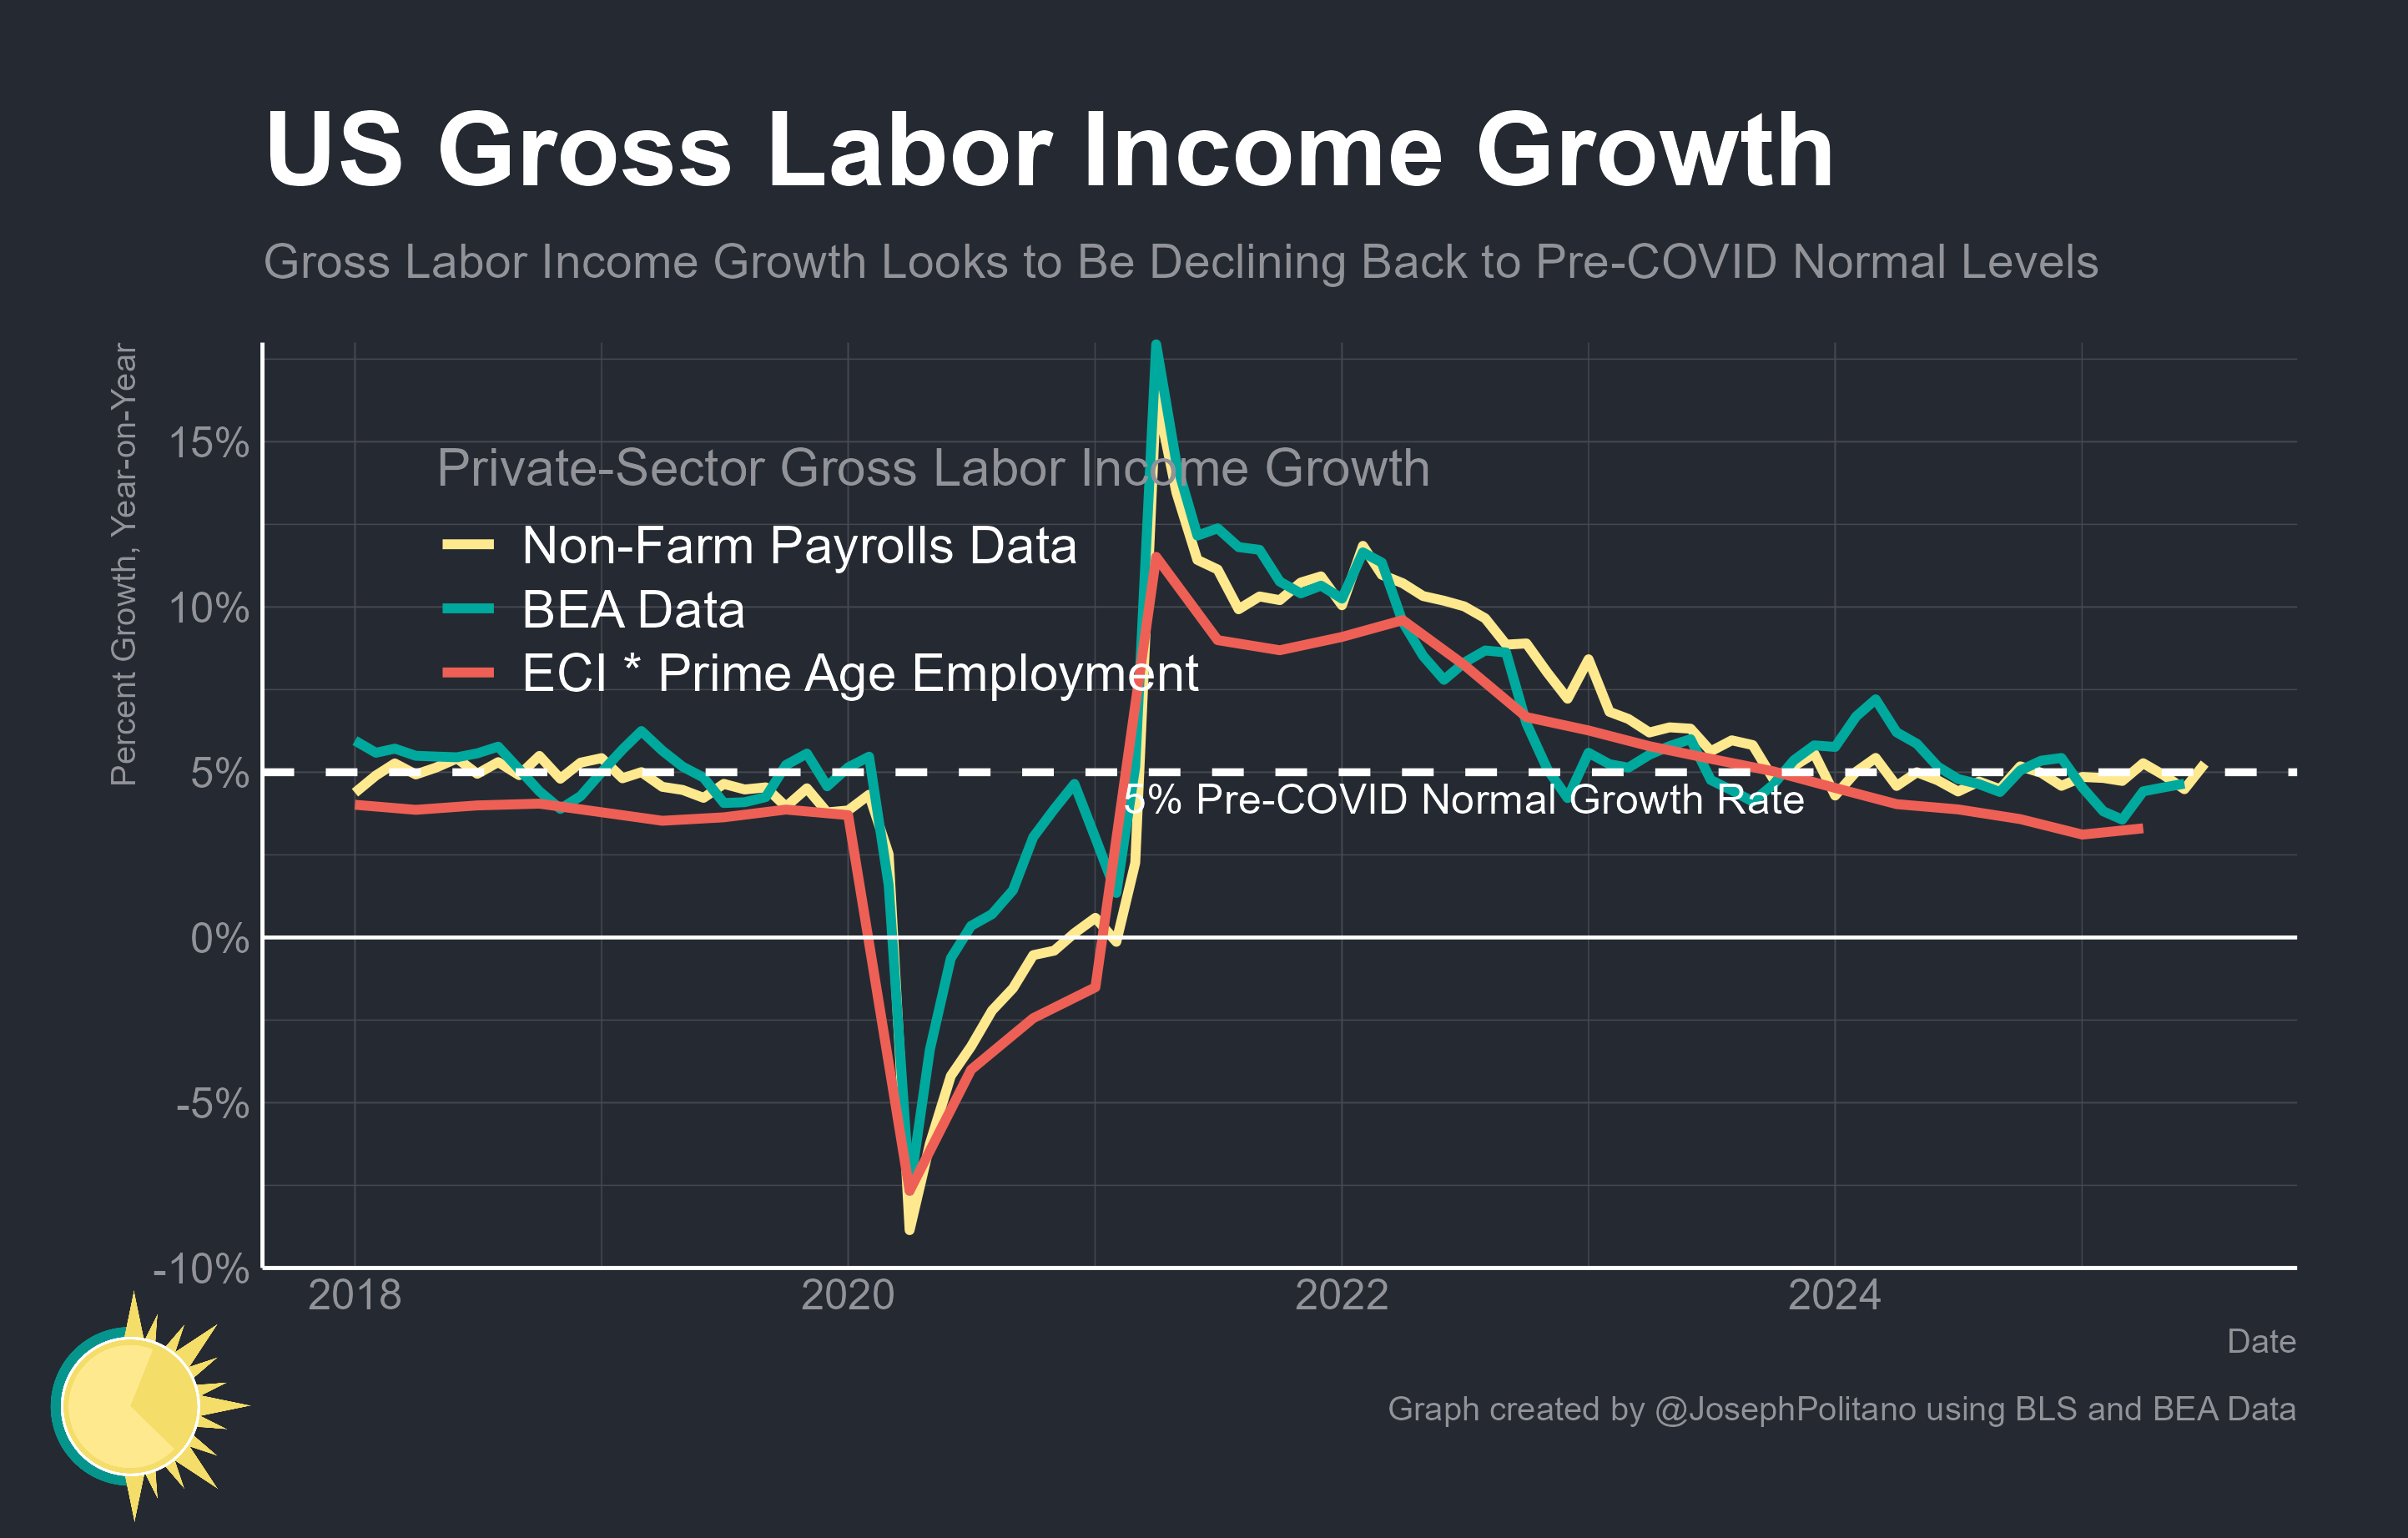 US Gross Labor Income Growth
Gross Labor Income Growth Looks to Be Declining Back to Pre-COVID Normal Levels
Percent Growth, Year-on-Year
15%
10%
5%
0%
-5%
-10%
Private-Sector Gross Labor Income Growth
Non-Farm Payrolls Data
BEA Data
ECI * Prime Age Employment
5% Pre-COVID Normal Growth Rate
2018
2020
2022
2024
Date
Graph created by @JosephPolitano using BLS and BEA Data